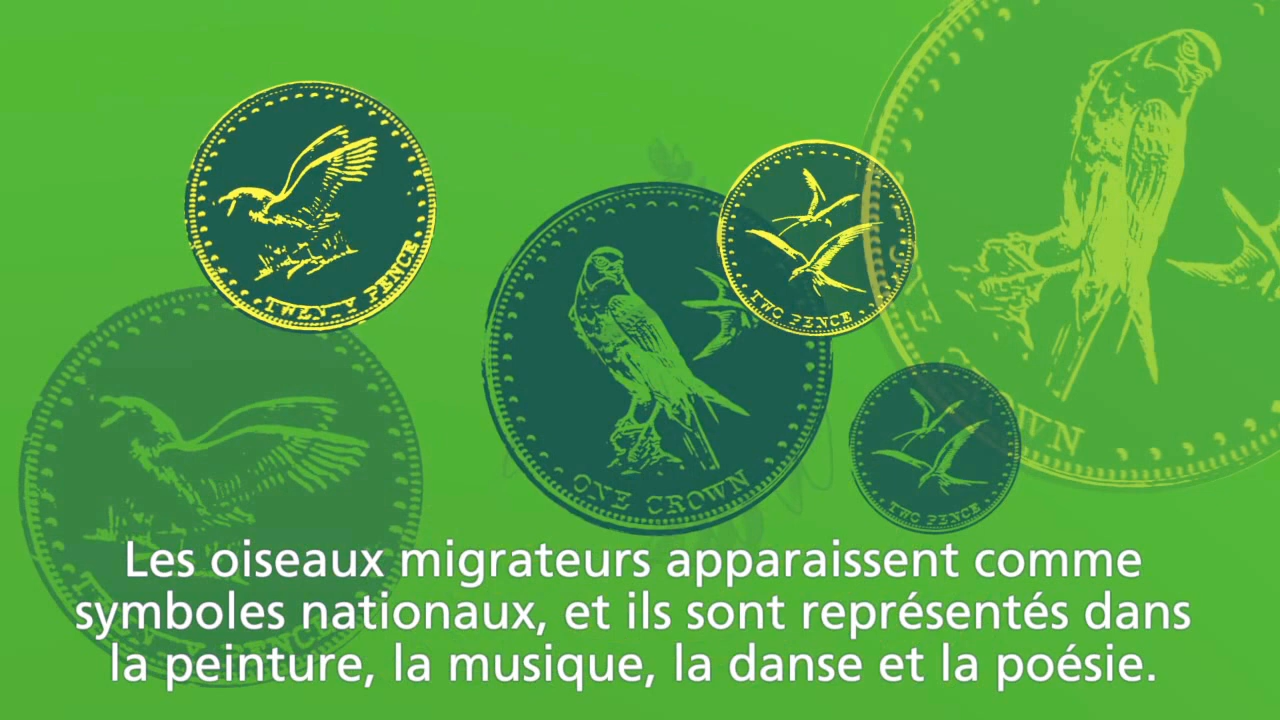 TWENTY PENCE
TWO PENCE
ONE CROWN
TWO PENCE
Les oiseaux migrateurs apparaissent comme
symboles nationaux, et ils sont représentés dans
la peinture, la musique, la danse et la poésie.